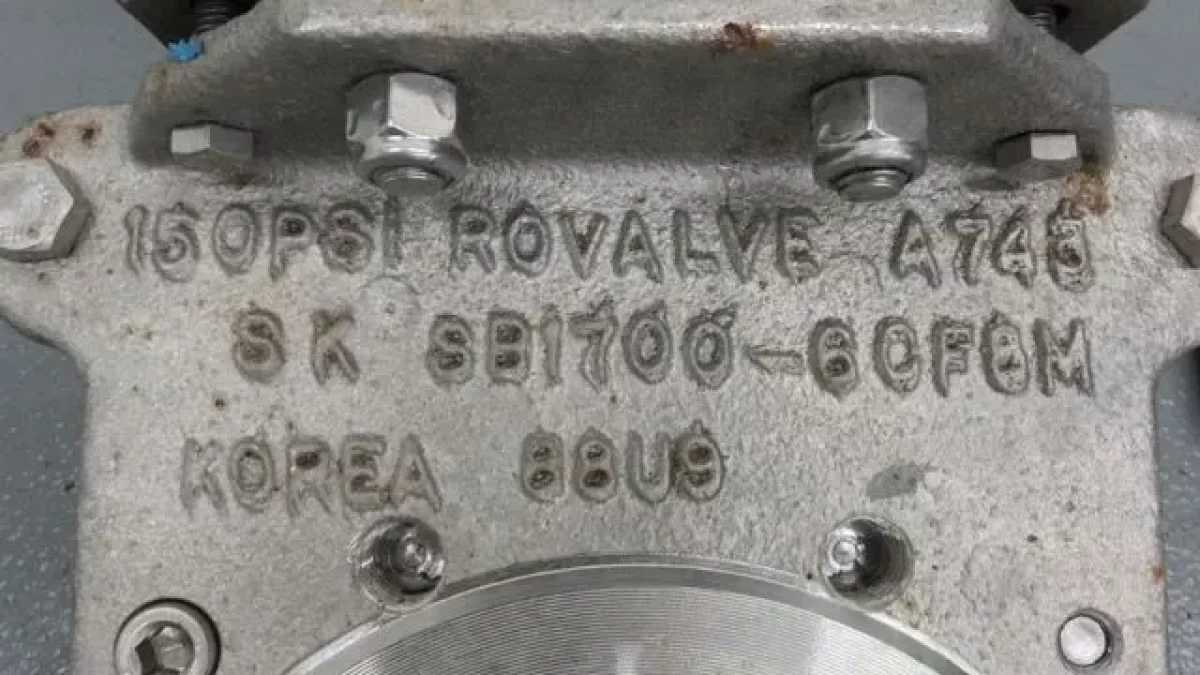 150PSI ROVALVE A743
SK SB1700-6CF8M
KOREA 88U9